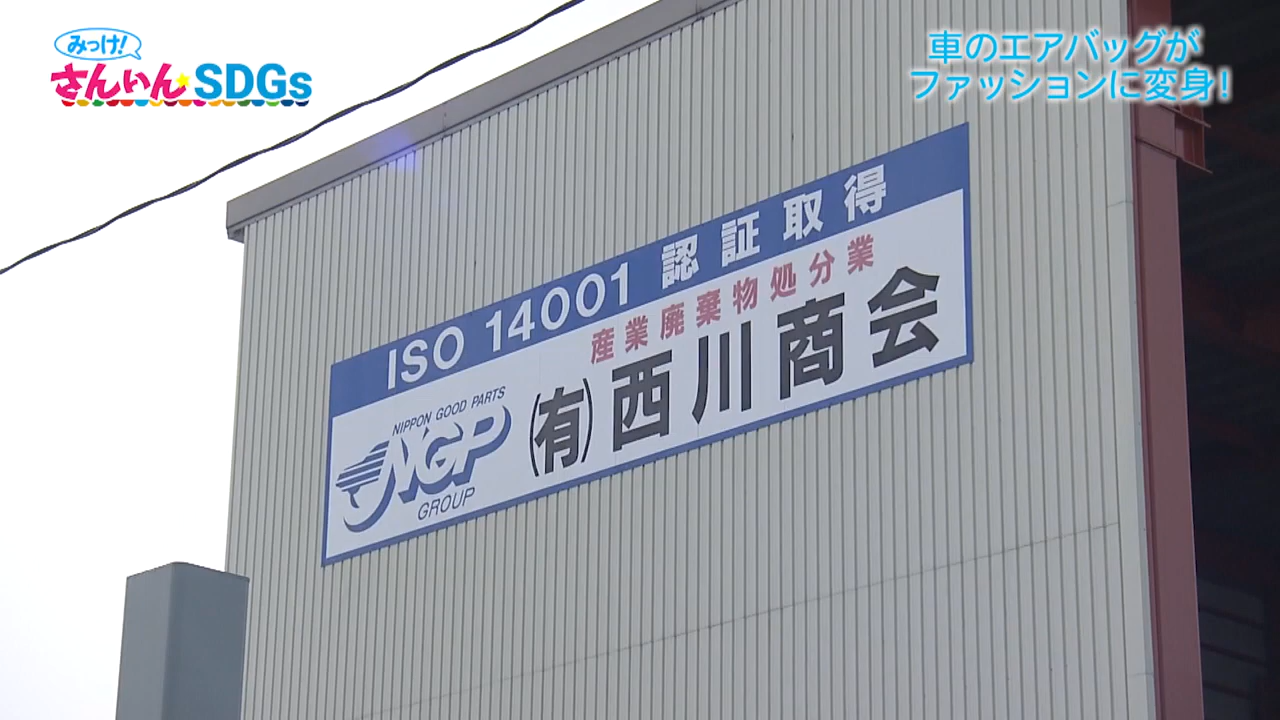 みっけ!
さんいん★SDGs
車のエアバッグが
ファッションに変身!
ISO 14001 認証取得
産業廃棄物処分業
NIPPON GOOD PARTS
NGP
GROUP
(有)西川商会